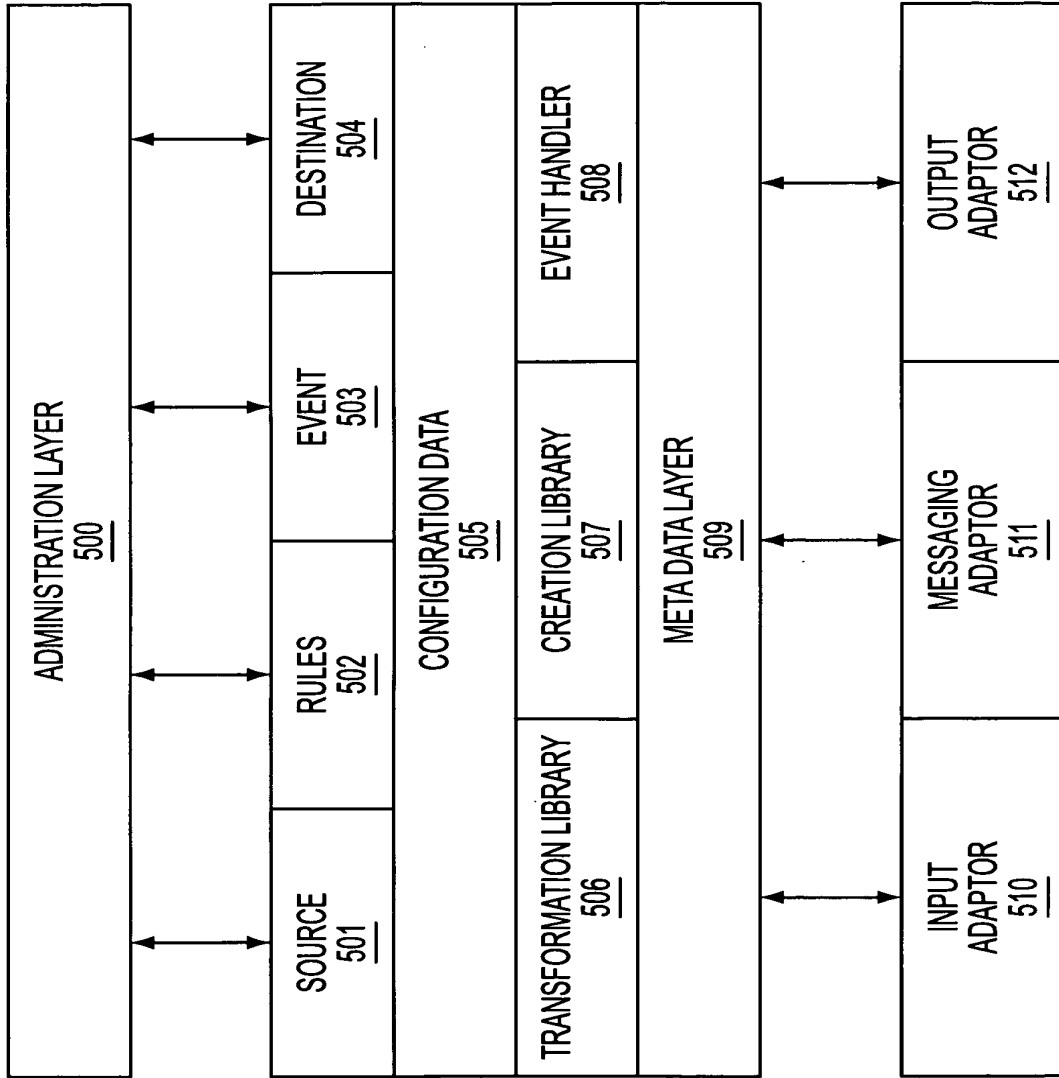 ADMINISTRATION LAYER
500
SOURCE
501
RULES
502
EVENT
503
DESTINATION
504
CONFIGURATION DATA
505
TRANSFORMATION LIBRARY
506
CREATION LIBRARY
507
EVENT HANDLER
508
META DATA LAYER
509
INPUT
ADAPTOR
510
MESSAGING
ADAPTOR
511
OUTPUT
ADAPTOR
512